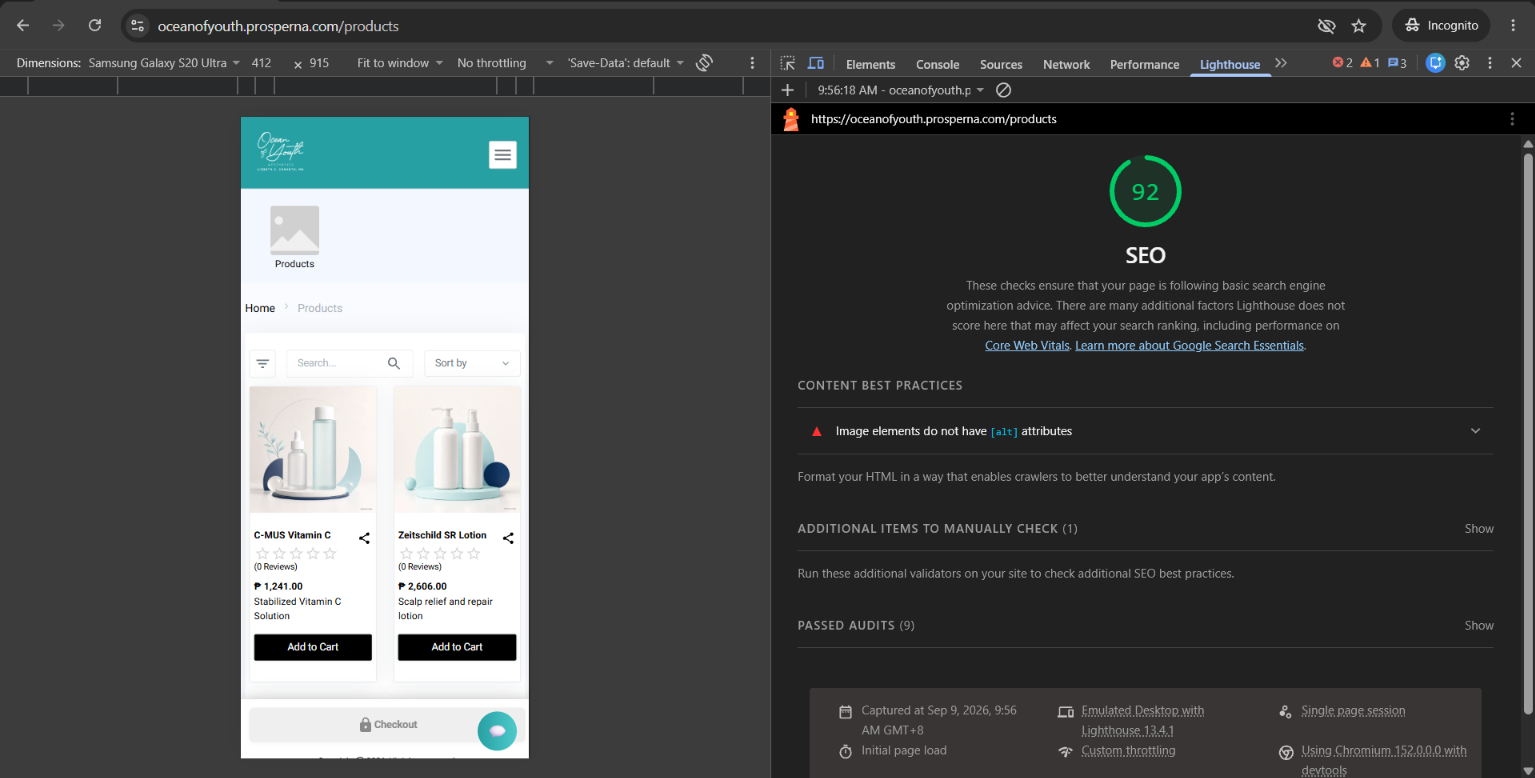 oceanofyouth.prosperna.com/products
Incognito
Dimensions: Samsung Galaxy S20 Ultra 412 × 915 Fit to window No throttling 'Save-Data': default
Elements Console Sources Network Performance Lighthouse 2 1 3
9:56:18 AM - oceanofyouth.p
https://oceanofyouth.prosperna.com/products
Ocean
of Youth
Products
Home > Products
Search...
Sort by
C-MUS Vitamin C
(0 Reviews)
₱ 1,241.00
Stabilized Vitamin C
Solution
Add to Cart
Zeitschild SR Lotion
(0 Reviews)
₱ 2,606.00
Scalp relief and repair
lotion
Add to Cart
Checkout
92
SEO
These checks ensure that your page is following basic search engine
optimization advice. There are many additional factors Lighthouse does not
score here that may affect your search ranking, including performance on
Core Web Vitals. Learn more about Google Search Essentials.
CONTENT BEST PRACTICES
Image elements do not have [alt] attributes
Format your HTML in a way that enables crawlers to better understand your app's content.
ADDITIONAL ITEMS TO MANUALLY CHECK (1) Show
Run these additional validators on your site to check additional SEO best practices.
PASSED AUDITS (9) Show
Captured at Sep 9, 2026, 9:56
AM GMT+8
Emulated Desktop with
Lighthouse 13.4.1
Single page session
Initial page load
Custom throttling
Using Chromium 152.0.0.0 with
devtools